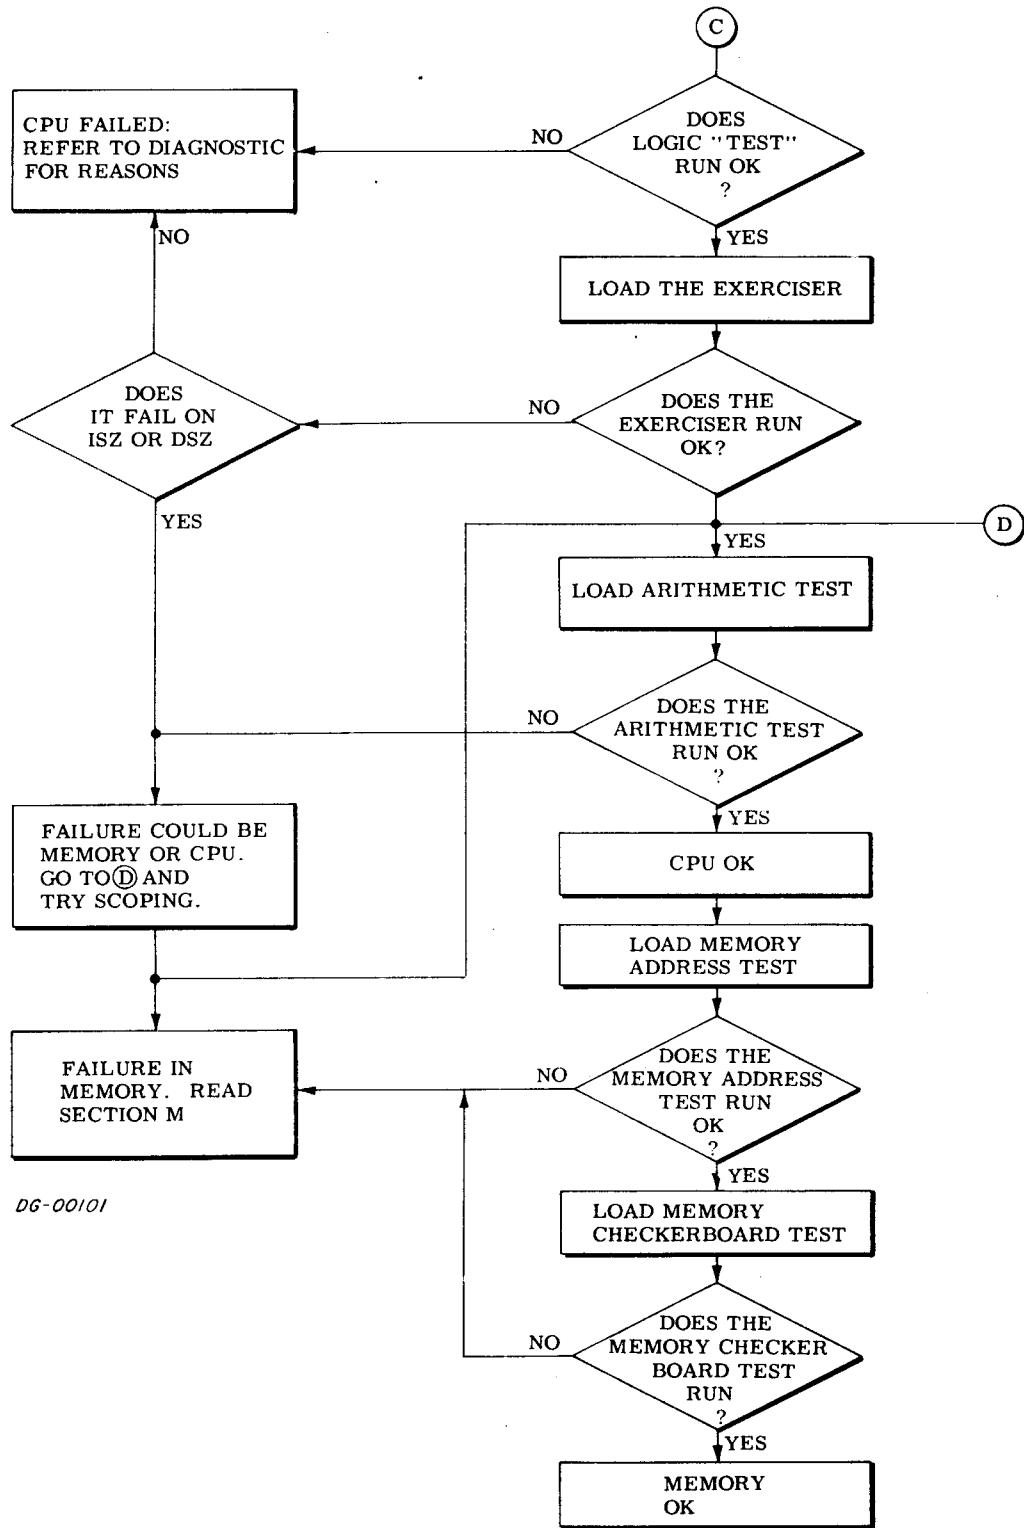 C
DOES
LOGIC "TEST"
RUN OK
?
NO
CPU FAILED:
REFER TO DIAGNOSTIC
FOR REASONS
YES
NO
LOAD THE EXERCISER
DOES THE
EXERCISER RUN
OK?
NO
DOES
IT FAIL ON
ISZ OR DSZ
YES
D
YES
LOAD ARITHMETIC TEST
DOES THE
ARITHMETIC TEST
RUN OK
?
NO
YES
FAILURE COULD BE
MEMORY OR CPU.
GO TO D AND
TRY SCOPING.
CPU OK
LOAD MEMORY
ADDRESS TEST
DOES THE
MEMORY ADDRESS
TEST RUN
OK
?
NO
FAILURE IN
MEMORY. READ
SECTION M
YES
DG-00101
LOAD MEMORY
CHECKERBOARD TEST
DOES THE
MEMORY CHECKER
BOARD TEST
RUN
?
NO
YES
MEMORY
OK